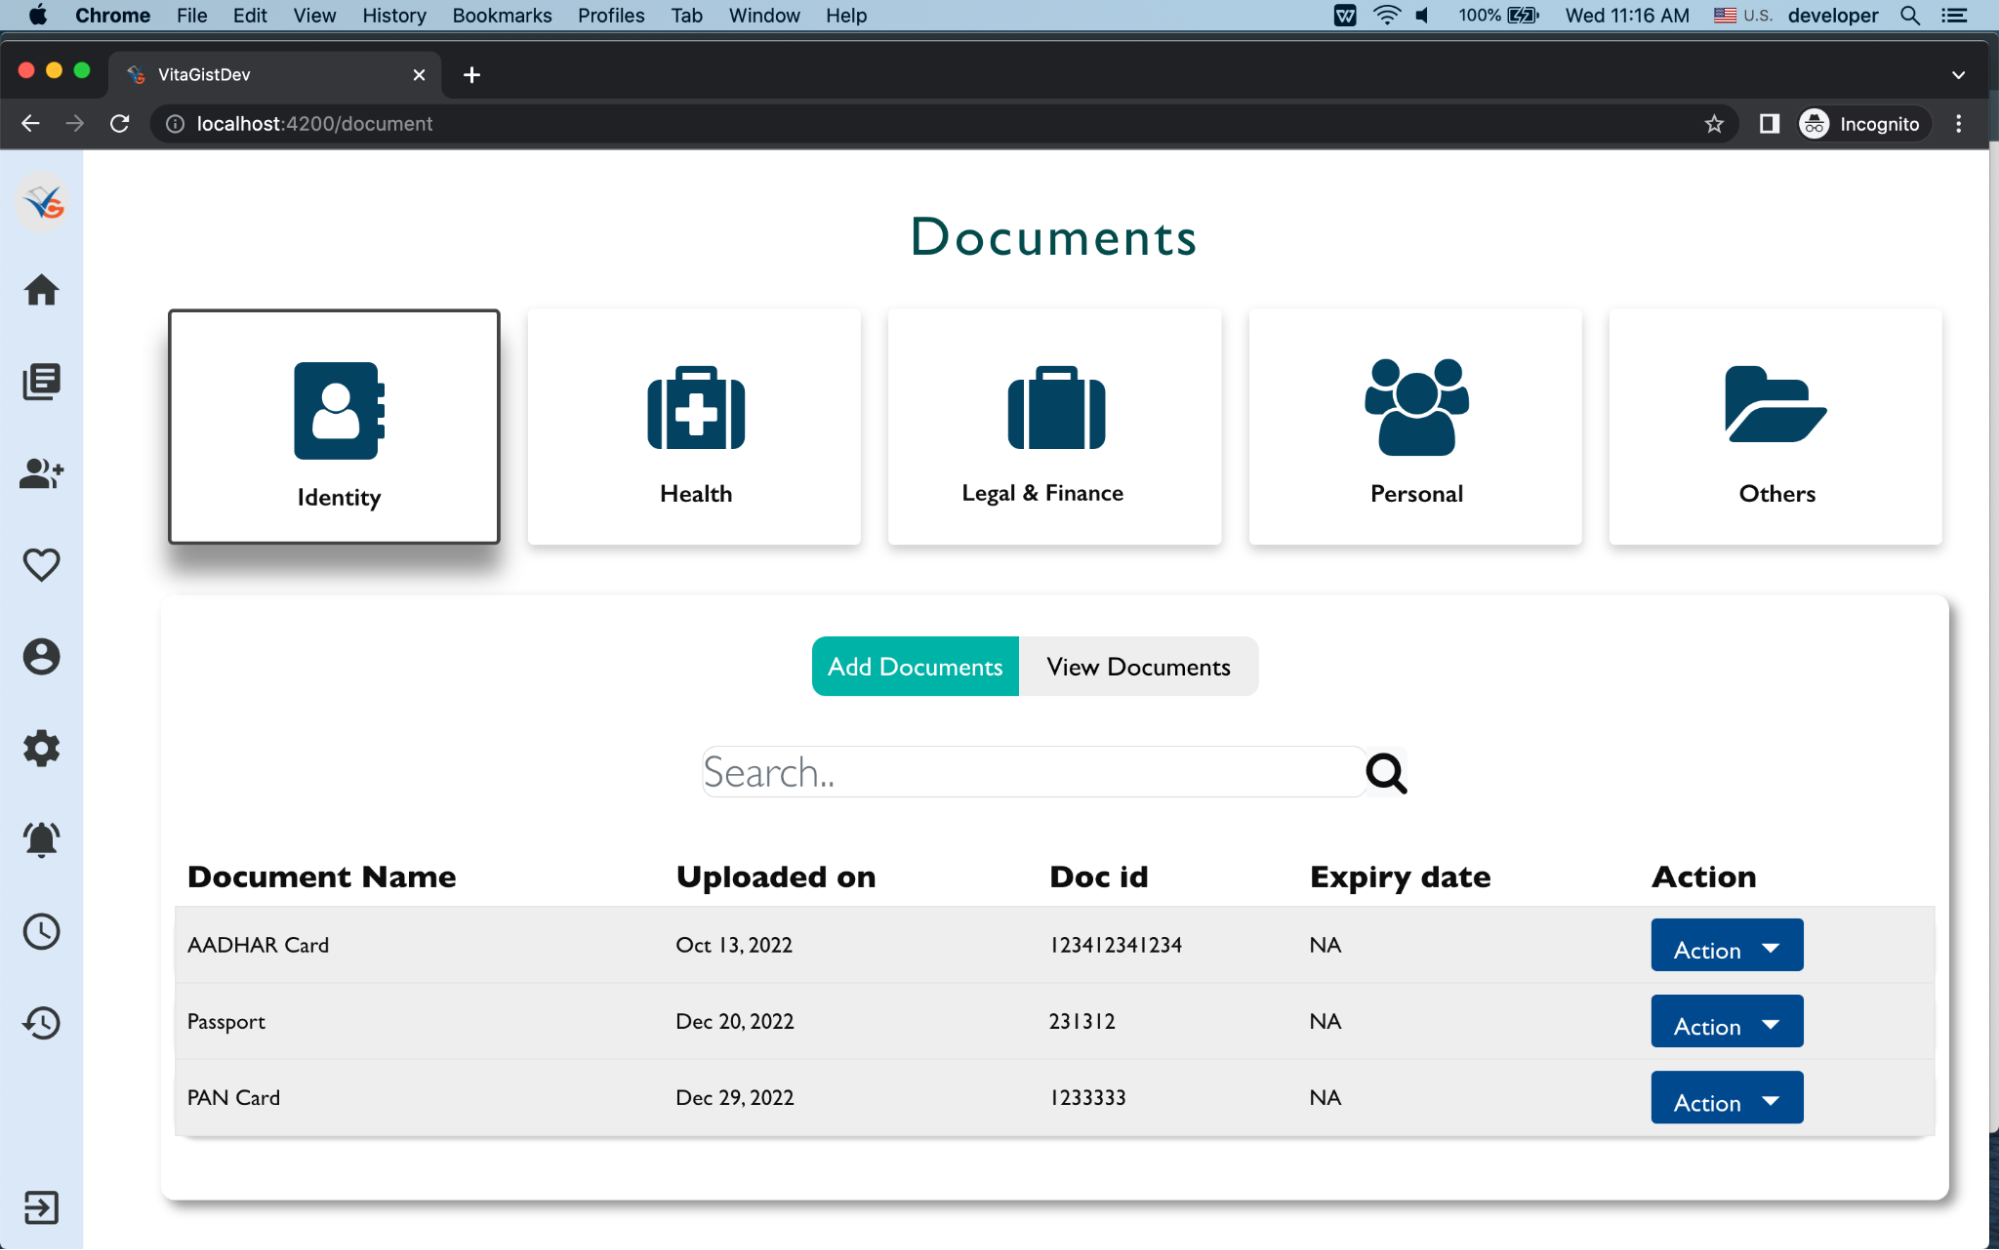 Chrome File Edit View History Bookmarks Profiles Tab Window Help 100% Wed 11:16 AM U.S. developer
VitaGistDev
localhost:4200/document Incognito
Documents
Identity Health Legal & Finance Personal Others
Add Documents View Documents
Search..
Document Name Uploaded on Doc id Expiry date Action
AADHAR Card Oct 13, 2022 123412341234 NA Action
Passport Dec 20, 2022 231312 NA Action
PAN Card Dec 29, 2022 1233333 NA Action